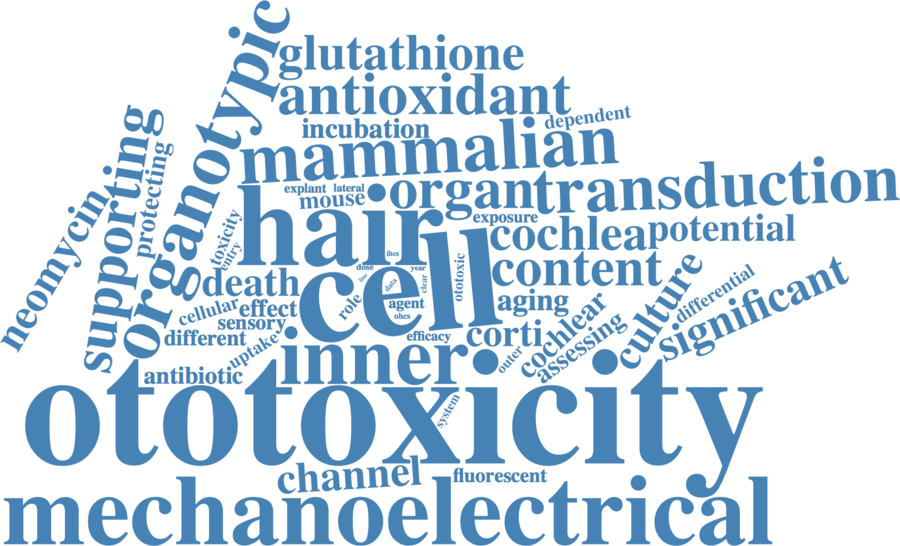 organotypic
glutathione
antioxidant
incubation
dependent
mammalian
supporting
protecting
neomycin
explant
lateral
mouse
organ
transduction
hair
toxicity
entry
exposure
cochlea
potential
cell
ihcs
dose
year
line
data
clear
ototoxic
content
death
role
agent
ohcs
aging
cellular
effect
sensory
different
efficacy
corti
outer
cochlear
assessing
culture
differential
significant
uptake
antibiotic
inner
ototoxicity
system
channel
fluorescent
mechanoelectrical